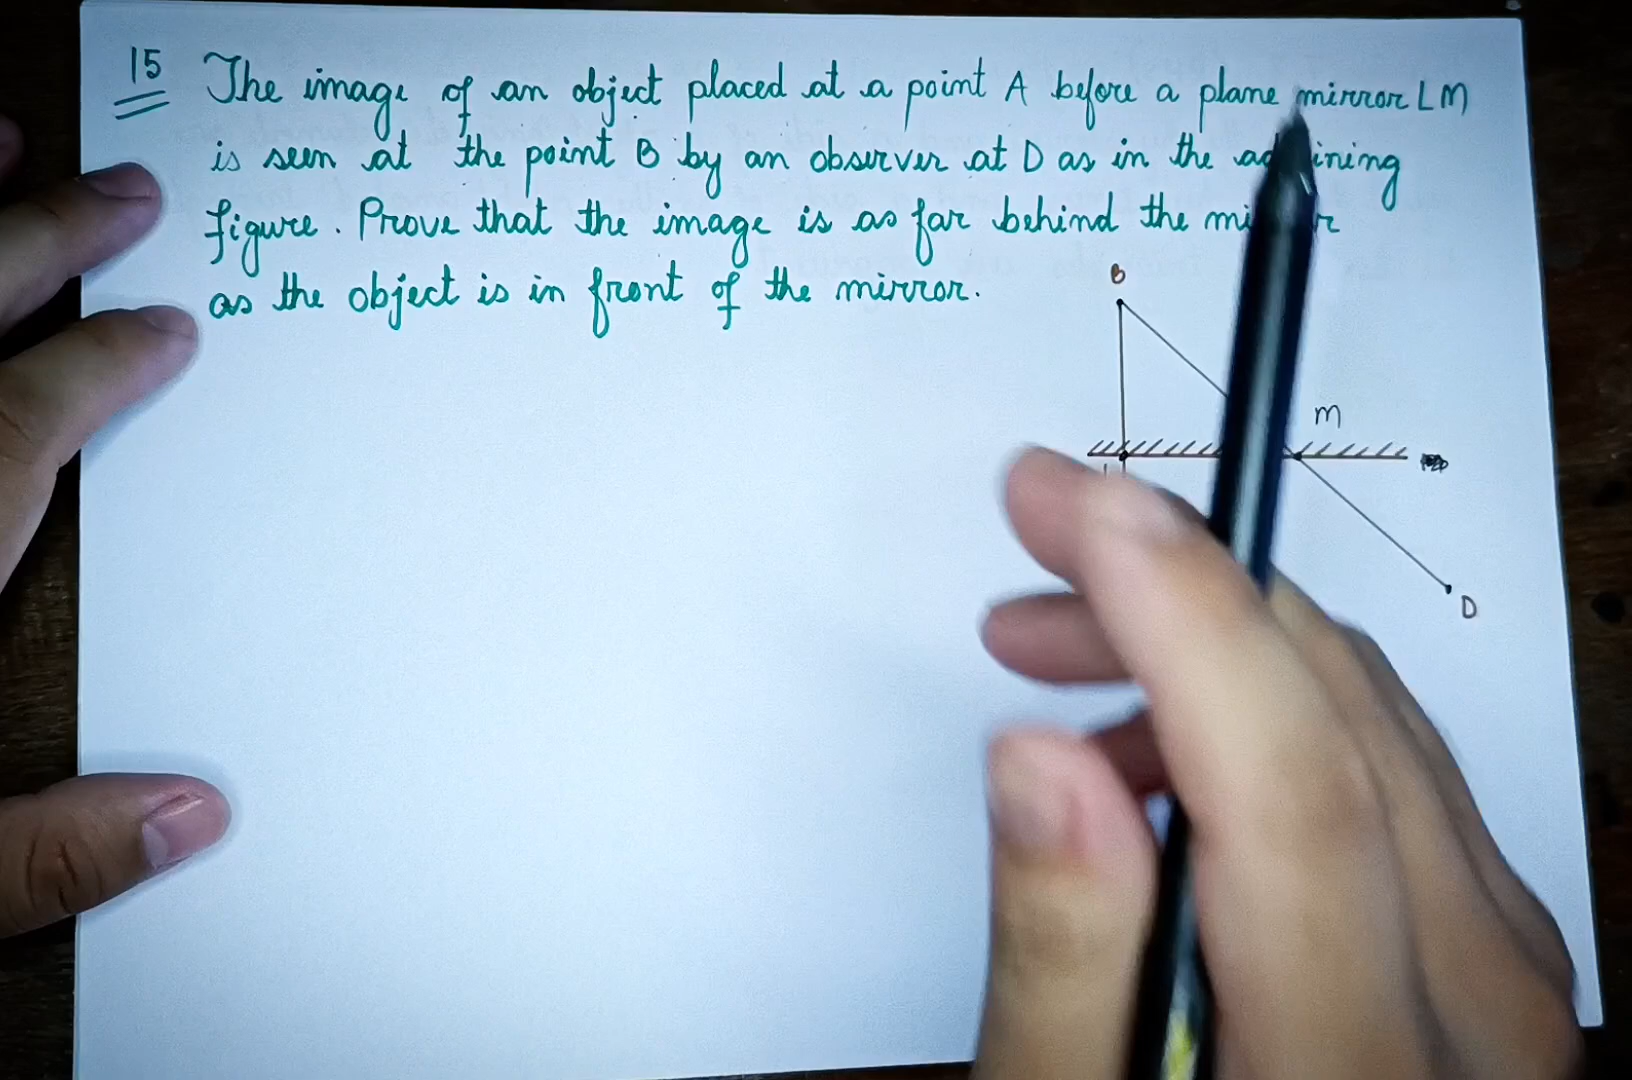 15 The image of an object placed at a point A before a plane mirror LM
is seen at the point B by an observer at D as in the
figure. Prove that the image is as far behind the
as the object is in front of the mirror.
B
M
D